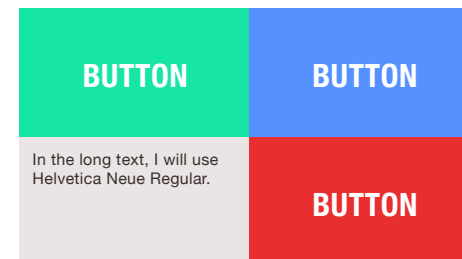 BUTTON
BUTTON
In the long text, I will use
Helvetica Neue Regular.
BUTTON